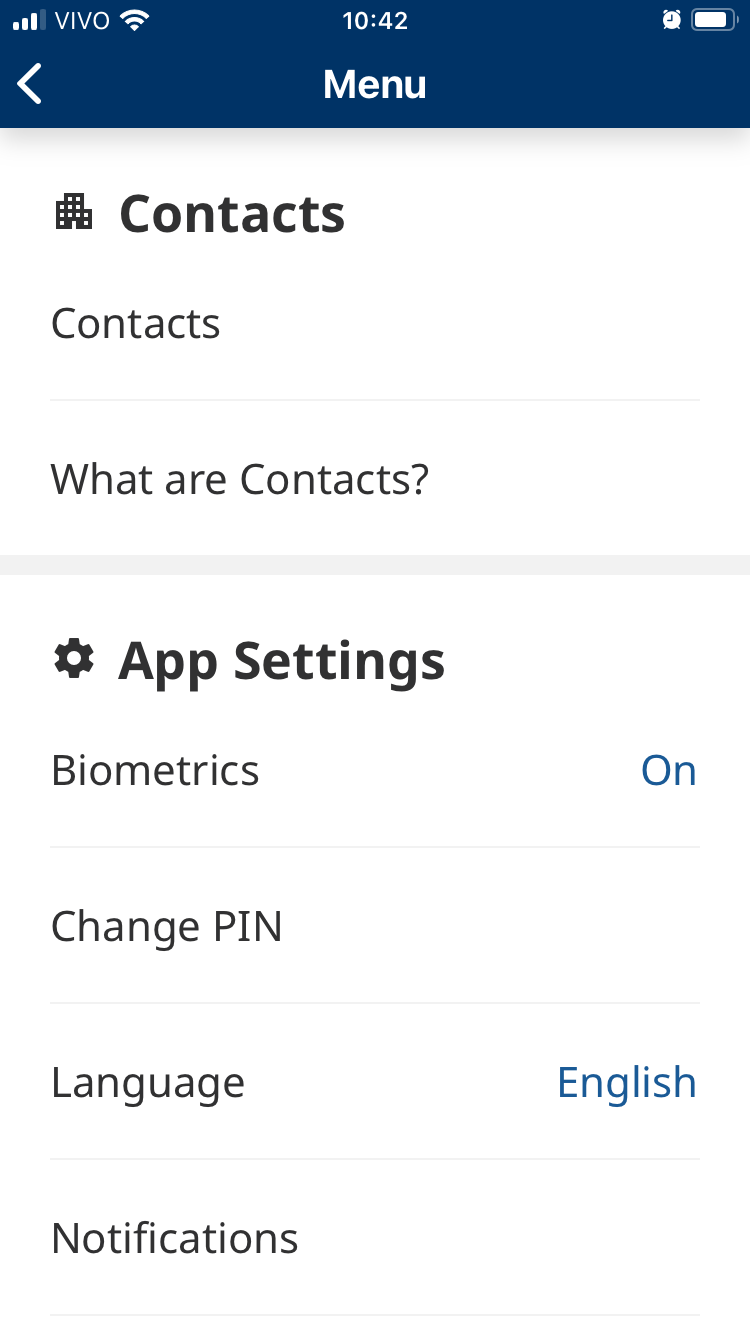 VIVO 10:42
Menu
Contacts
Contacts
What are Contacts?
App Settings
Biometrics On
Change PIN
Language English
Notifications